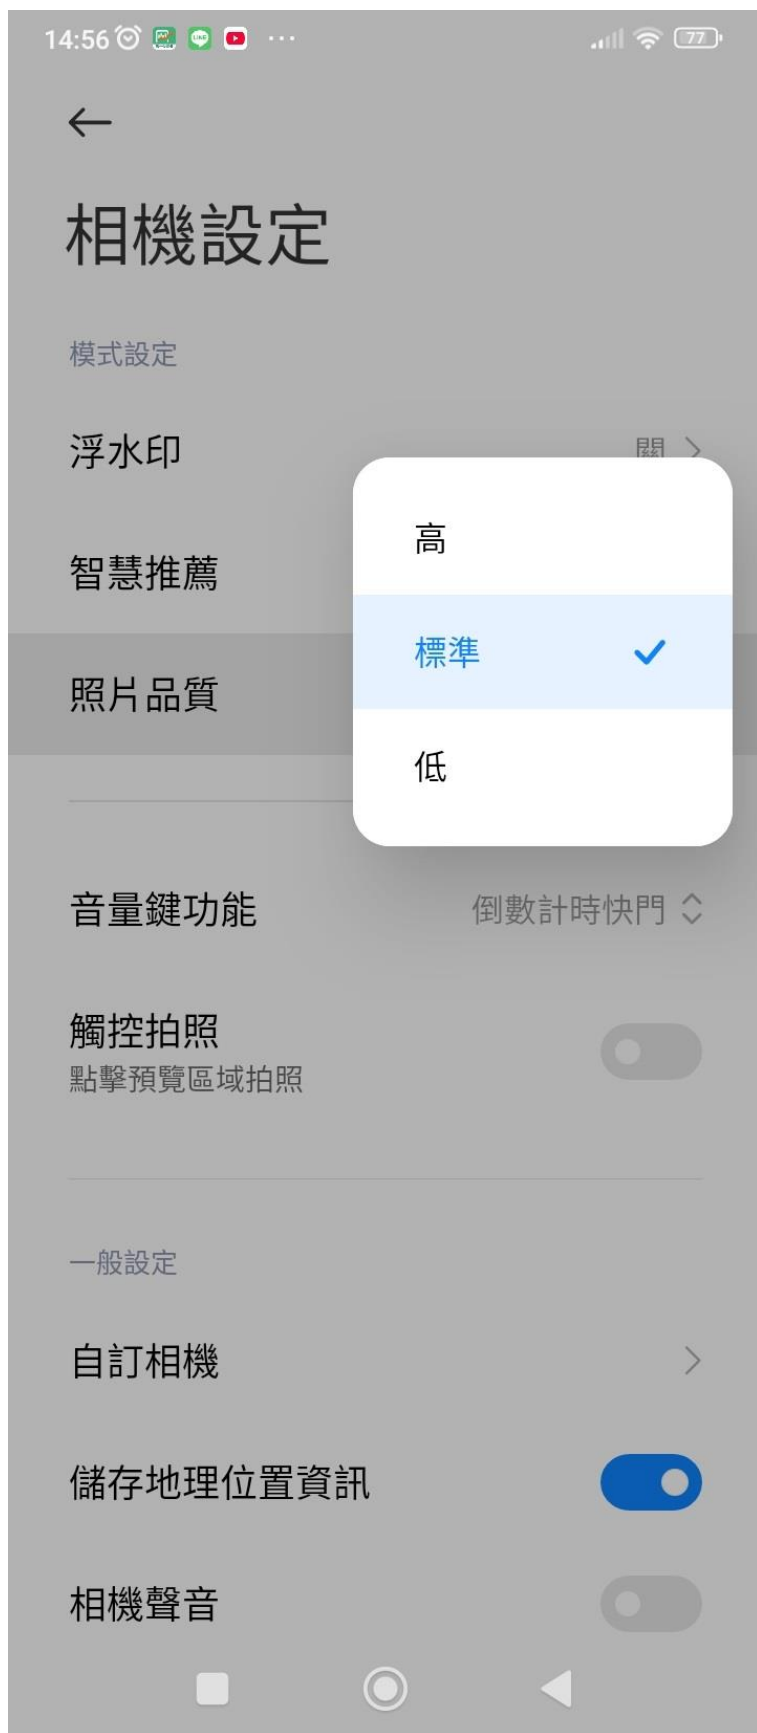 14:56
LINE
77
相機設定
模式設定
浮水印
關
智慧推薦
照片品質
高
標準
低
音量鍵功能
倒數計時快門
觸控拍照
點擊預覽區域拍照
一般設定
自訂相機
儲存地理位置資訊
相機聲音